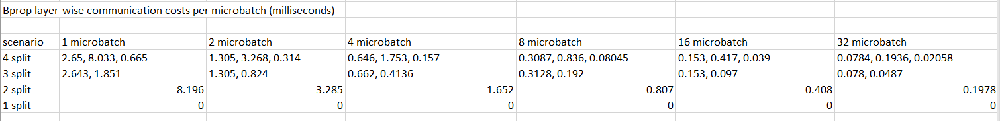 Bprop layer-wise communication costs per microbatch (milliseconds)
scenario 1 microbatch 2 microbatch 4 microbatch 8 microbatch 16 microbatch 32 microbatch
4 split 2.65, 8.033, 0.665 1.305, 3.268, 0.314 0.646, 1.753, 0.157 0.3087, 0.836, 0.08045 0.153, 0.417, 0.039 0.0784, 0.1936, 0.02058
3 split 2.643, 1.851 1.305, 0.824 0.662, 0.4136 0.3128, 0.192 0.153, 0.097 0.078, 0.0487
2 split 8.196 3.285 1.652 0.807 0.408 0.1978
1 split 0 0 0 0 0 0